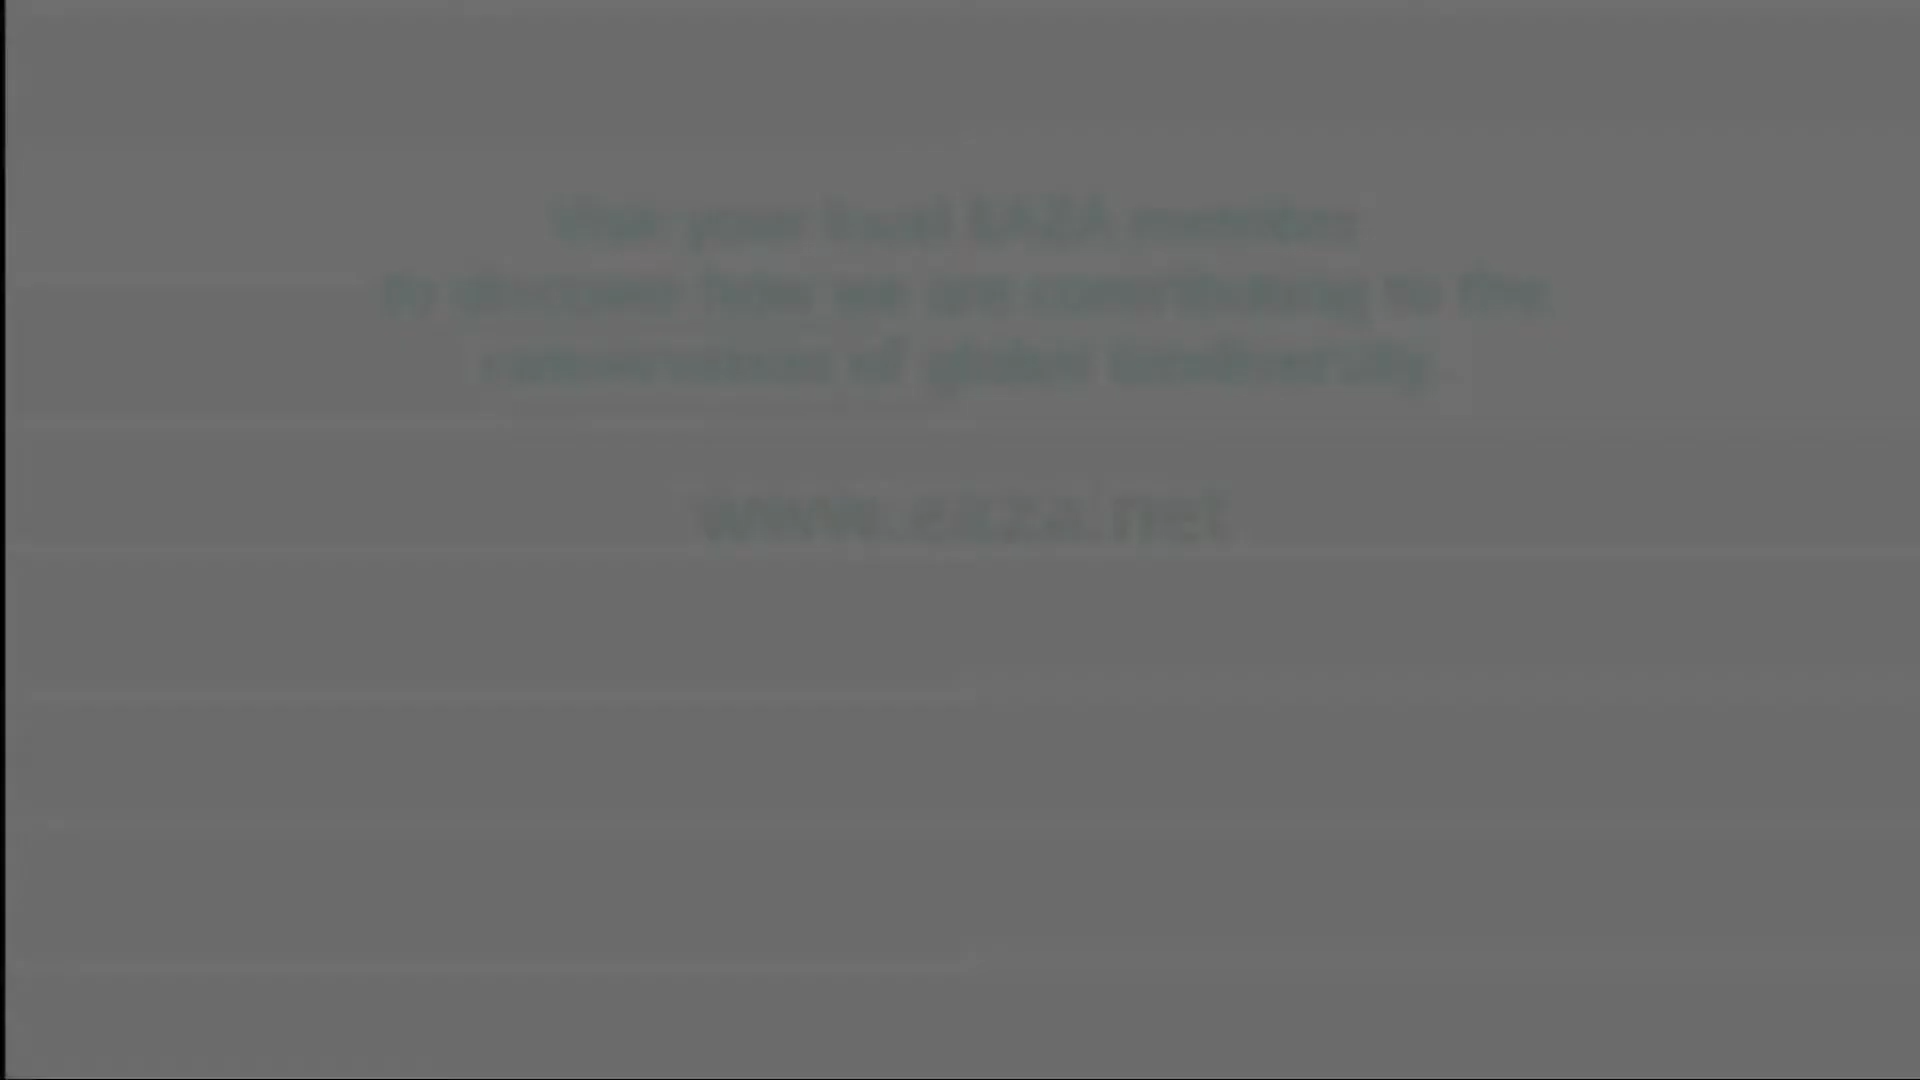 Visit your local EAZA member
to discover how we are contributing to the
conservation of global biodiversity
www.eaza.net